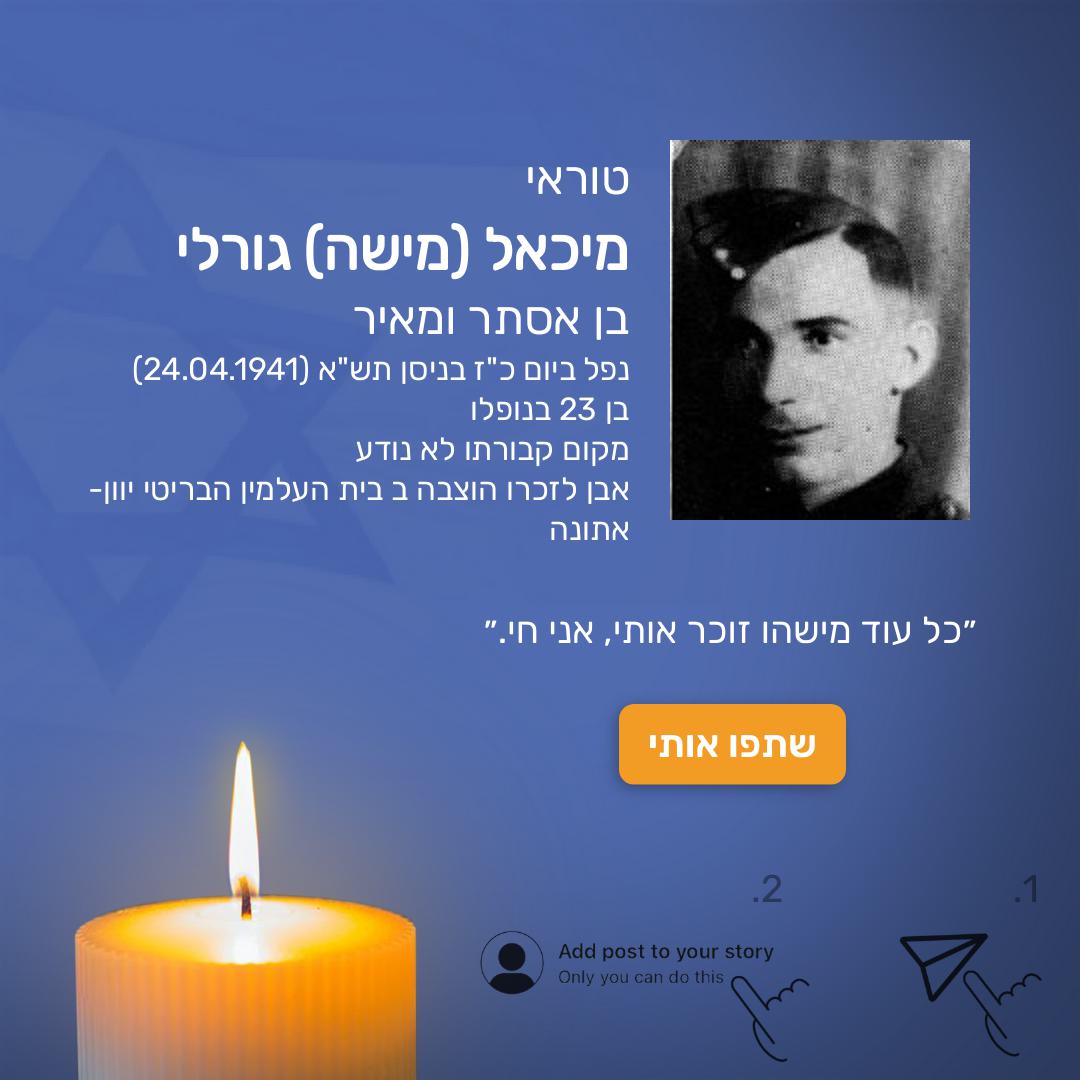 טוראי
מיכאל (מישה) גורלי
בן אסתר ומאיר
נפל ביום כ"ז בניסן תש"א (24.04.1941)
בן 23 בנופלו
מקום קבורתו לא נודע
אבן לזכרו הוצבה ב בית העלמין הבריטי יוון-
אתונה
״כל עוד מישהו זוכר אותי, אני חי.״
שתפו אותי
1.
2.
Add post to your story
Only you can do this